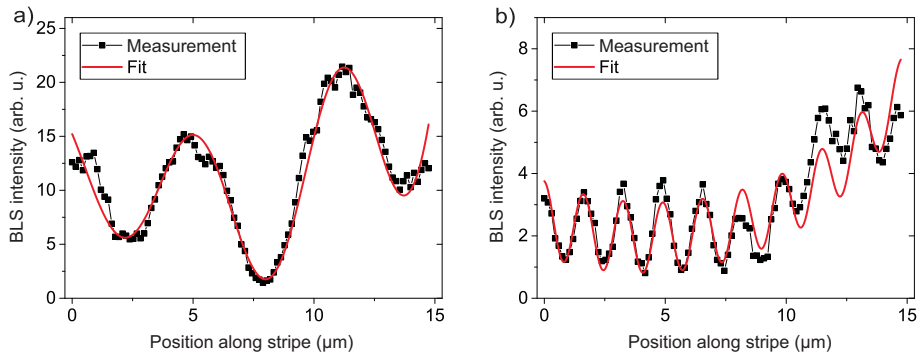 a)
25
20
15
10
5
0
BLS intensity (arb. u.)
Measurement
Fit
0 5 10 15
Position along stripe (µm)
b)
8
6
4
2
0
BLS intensity (arb. u.)
Measurement
Fit
0 5 10 15
Position along stripe (µm)